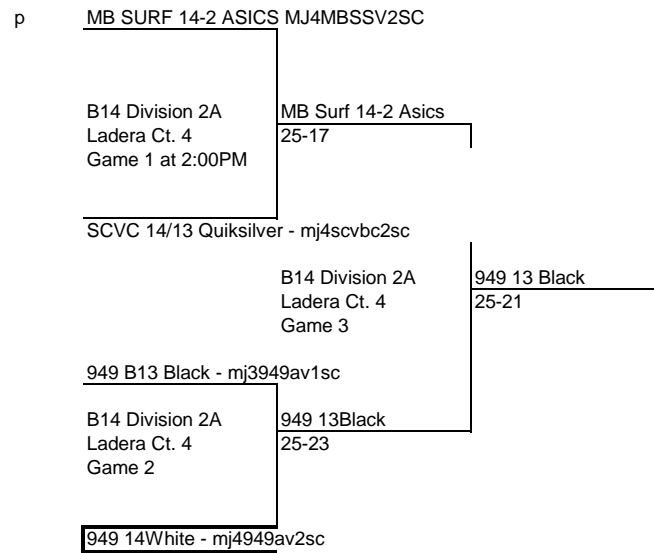 p MB SURF 14-2 ASICS MJ4MBSSV2SC
B14 Division 2A
Ladera Ct. 4
Game 1 at 2:00PM
MB Surf 14-2 Asics
25-17
SCVC 14/13 Quiksilver - mj4scvbc2sc
B14 Division 2A
Ladera Ct. 4
Game 3
949 13 Black
25-21
949 B13 Black - mj3949av1sc
B14 Division 2A
Ladera Ct. 4
Game 2
949 13Black
25-23
949 14White - mj4949av2sc